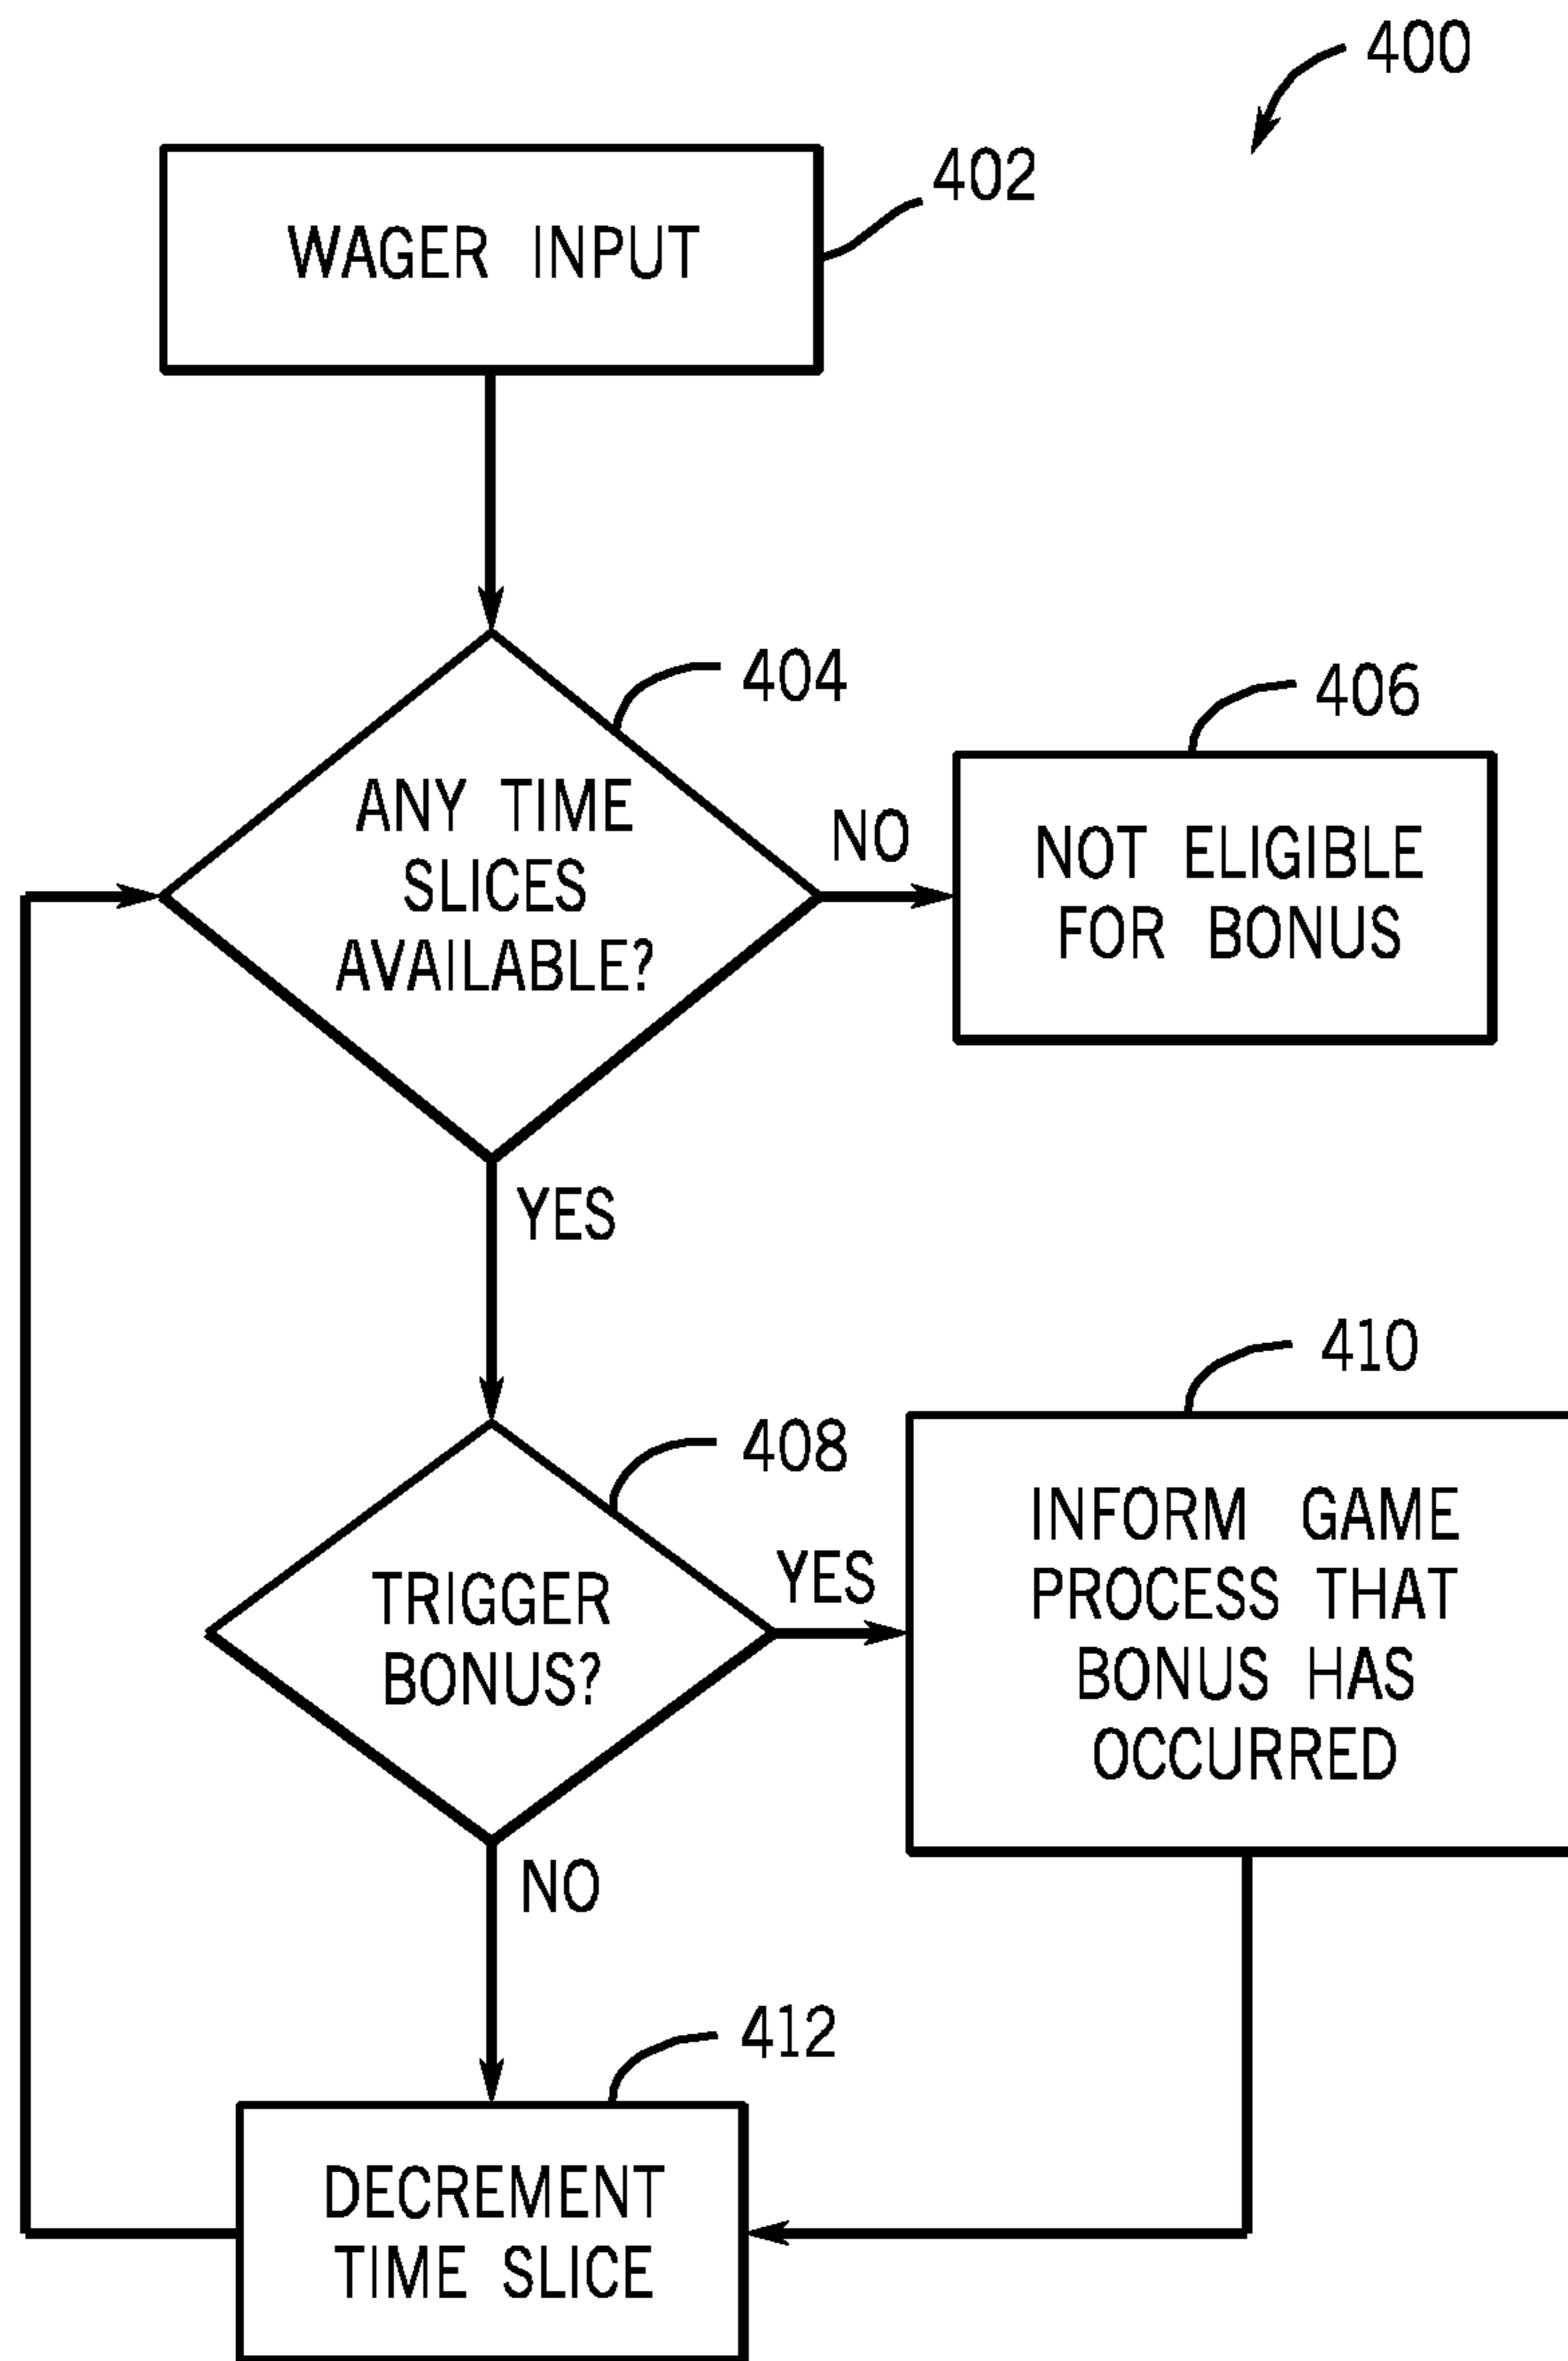 400
402
WAGER INPUT
404
ANY TIME
SLICES
AVAILABLE?
NO
406
NOT ELIGIBLE
FOR BONUS
YES
408
TRIGGER
BONUS?
YES
410
INFORM GAME
PROCESS THAT
BONUS HAS
OCCURRED
NO
412
DECREMENT
TIME SLICE